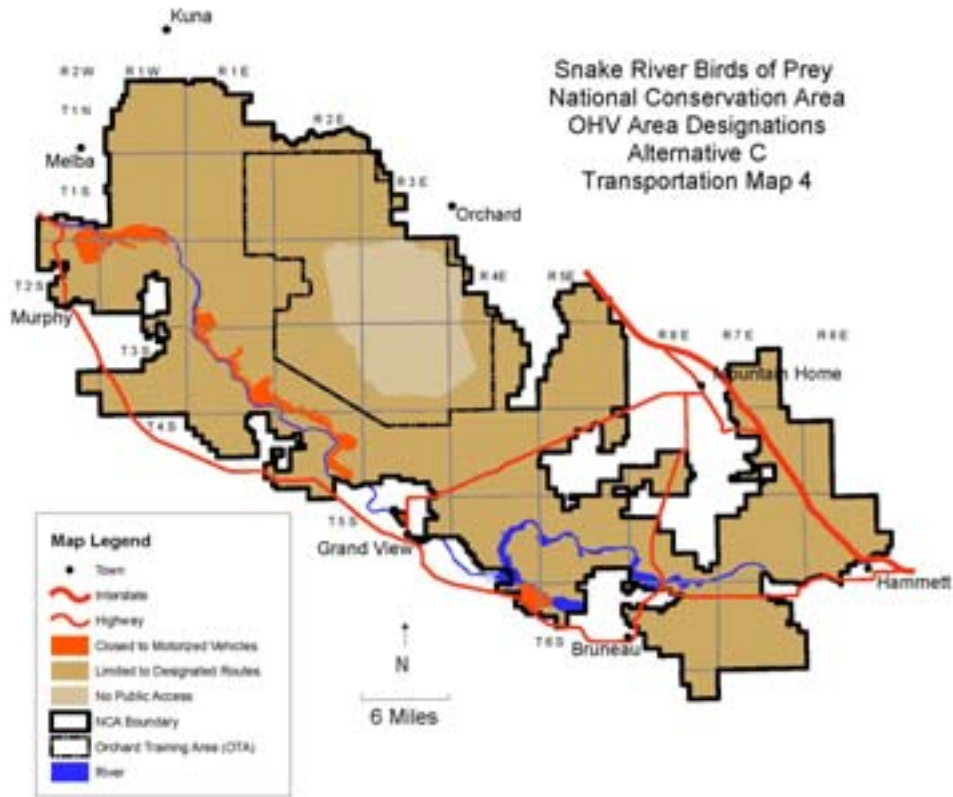 Kuna
Snake River Birds of Prey
National Conservation Area
OHV Area Designations
Alternative C
Transportation Map 4
R 2 W
R 1 W
R 1 E
T 1 N
R 2 E
Melba
T 1 S
R 3 E
Orchard
T 2 S
R 4 E
R 5 E
Murphy
T 3 S
R 6 E
R 7 E
R 8 E
Mountain Home
T 4 S
T 5 S
Grand View
Hammett
T 6 S
Bruneau
N
6 Miles
Map Legend
Town
Interstate
Highway
Closed to Motorized Vehicles
Limited to Designated Routes
No Public Access
NCA Boundary
Orchard Training Area (OTA)
River